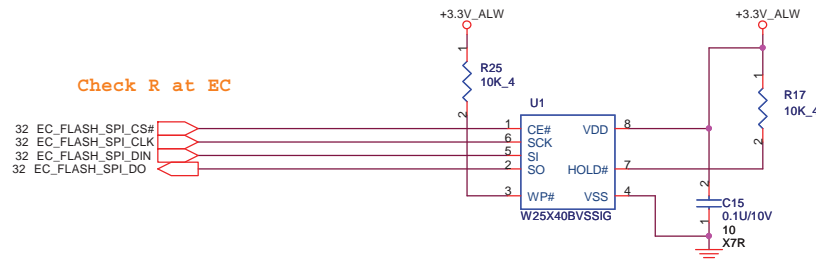 +3.3V_ALW
+3.3V_ALW
1
R25
10K_4
2
Check R at EC
1
R17
10K_4
2
U1
32 EC_FLASH_SPI_CS#
32 EC_FLASH_SPI_CLK
32 EC_FLASH_SPI_DIN
32 EC_FLASH_SPI_DO
1 CE# VDD 8
6 SCK
5 SI
2 SO HOLD# 7
3 WP# VSS 4
W25X40BVSSIG
2
C15
0.1U/10V
1
10
X7R